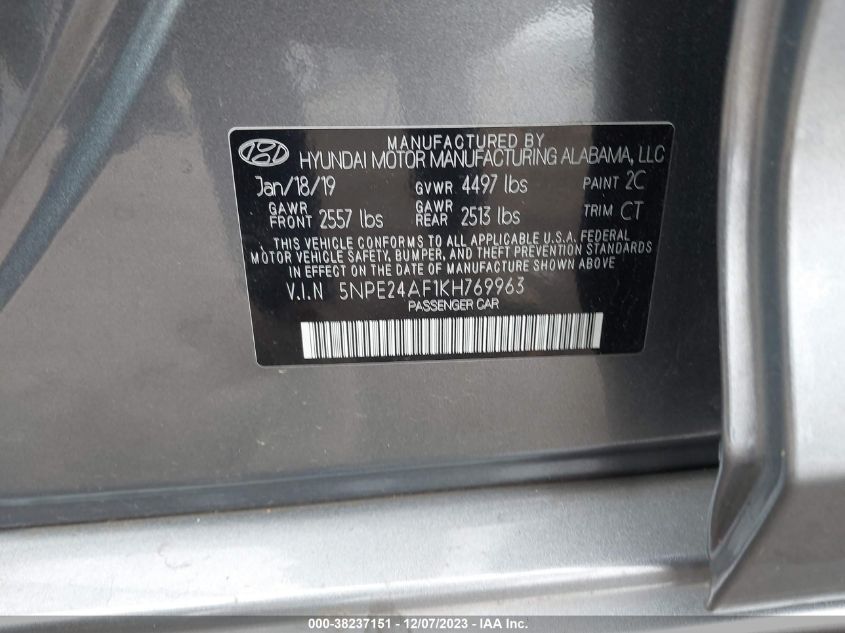 MANUFACTURED BY
HYUNDAI MOTOR MANUFACTURING ALABAMA, LLC
Jan/18/19 GVWR 4497 lbs PAINT 2C
GAWR FRONT 2557 lbs GAWR REAR 2513 lbs TRIM CT
THIS VEHICLE CONFORMS TO ALL APPLICABLE U.S.A. FEDERAL
MOTOR VEHICLE SAFETY, BUMPER, AND THEFT PREVENTION STANDARDS
IN EFFECT ON THE DATE OF MANUFACTURE SHOWN ABOVE
V.I.N 5NPE24AF1KH769963
PASSENGER CAR
000-38237151 - 12/07/2023 - Copyright © 2023 IAA, Inc.